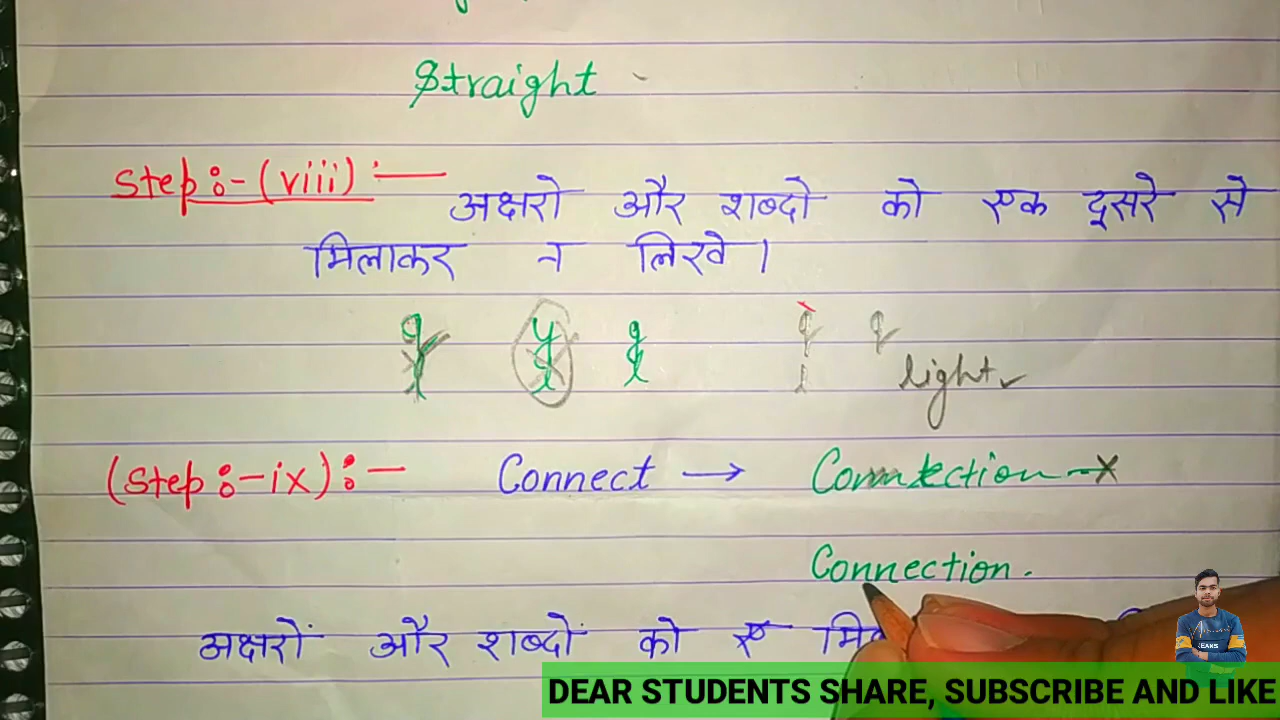 Straight
Step :- (viii) :—
अक्षरो और शब्दो को एक दूसरे से
मिलाकर न लिखे।
light
(Step :- ix) :— Connect → Conntection - X
Connection.
अक्षरों और शब्दों को
DEAR STUDENTS SHARE, SUBSCRIBE AND LIKE